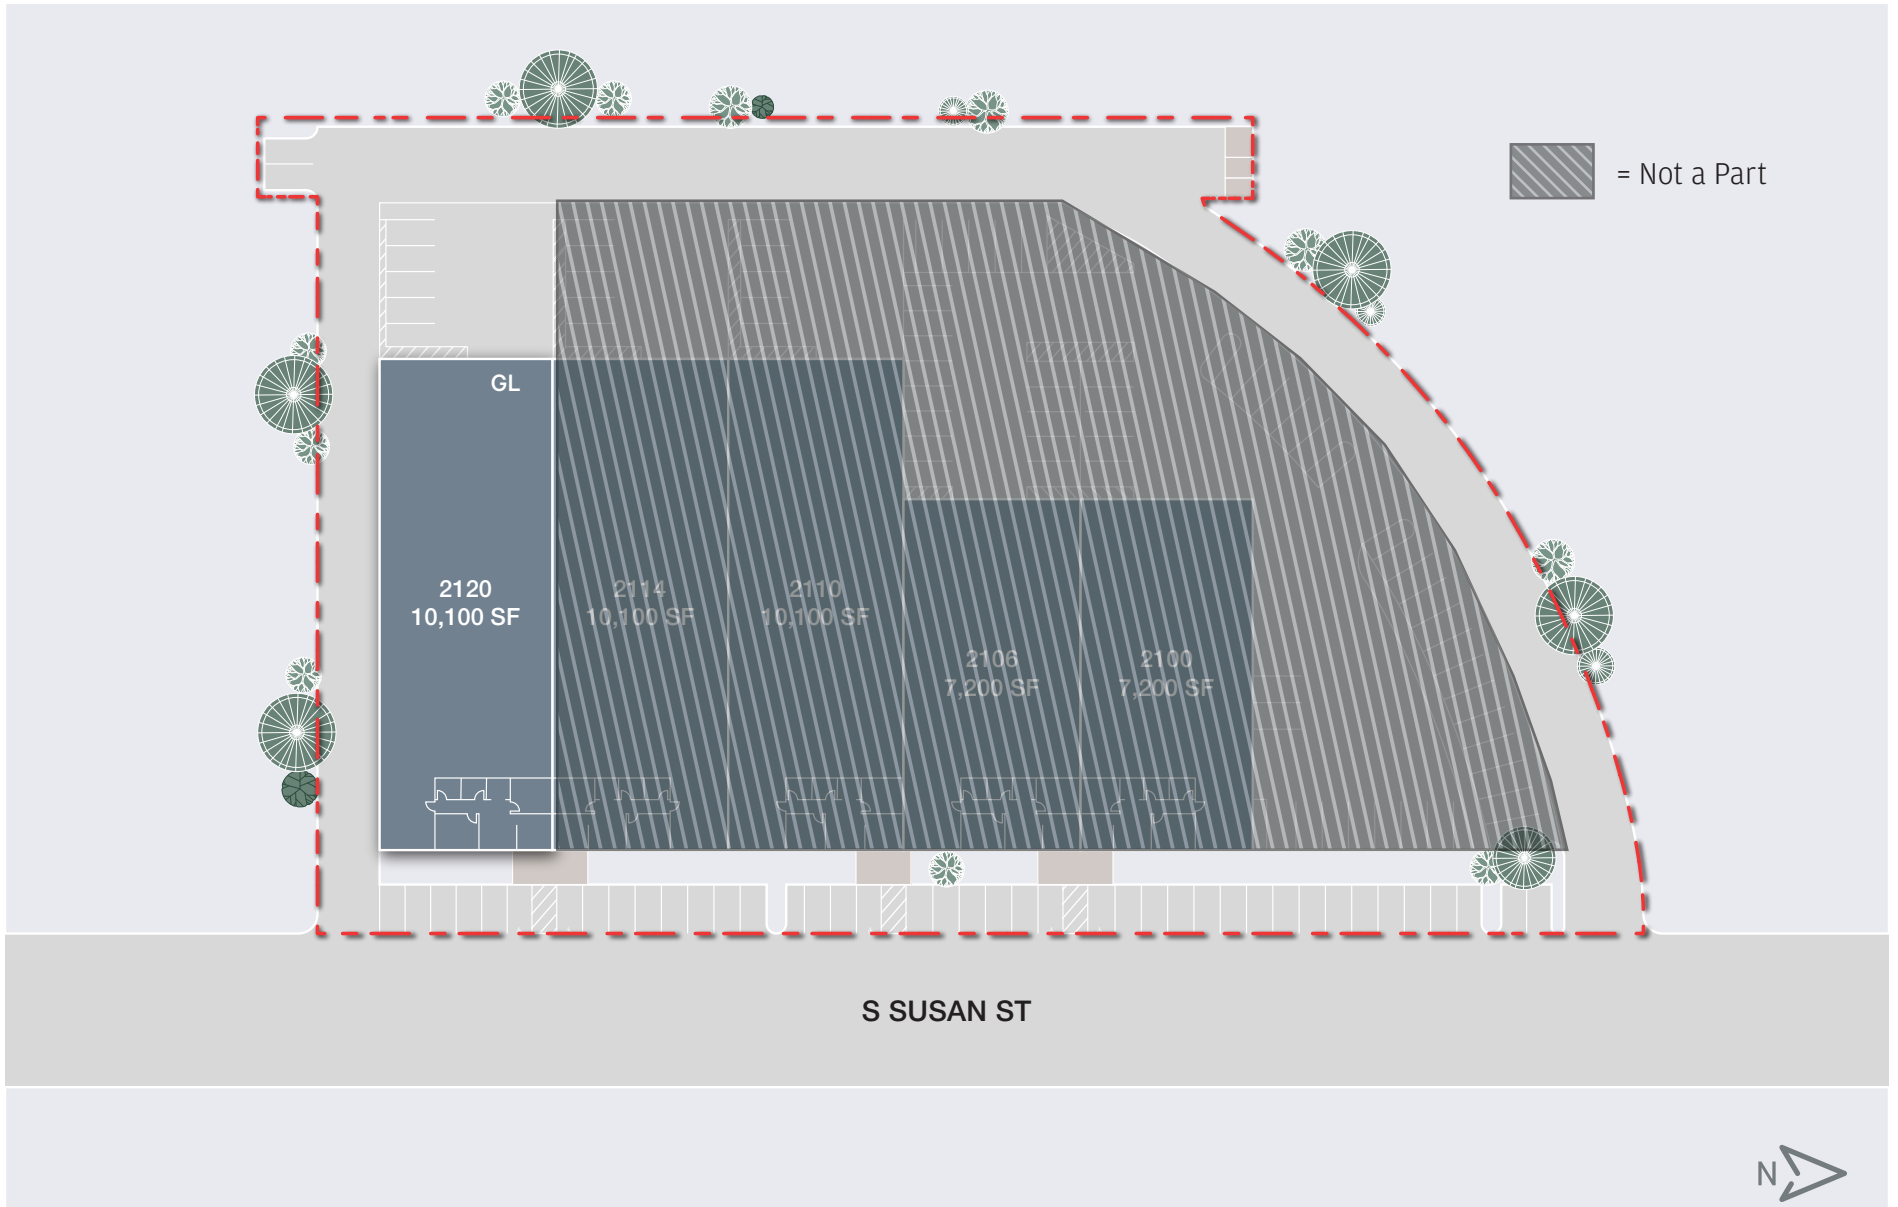 = Not a Part
GL
2120
10,100 SF
2114
10,100 SF
2110
10,100 SF
2106
7,200 SF
2100
7,200 SF
S SUSAN ST
N